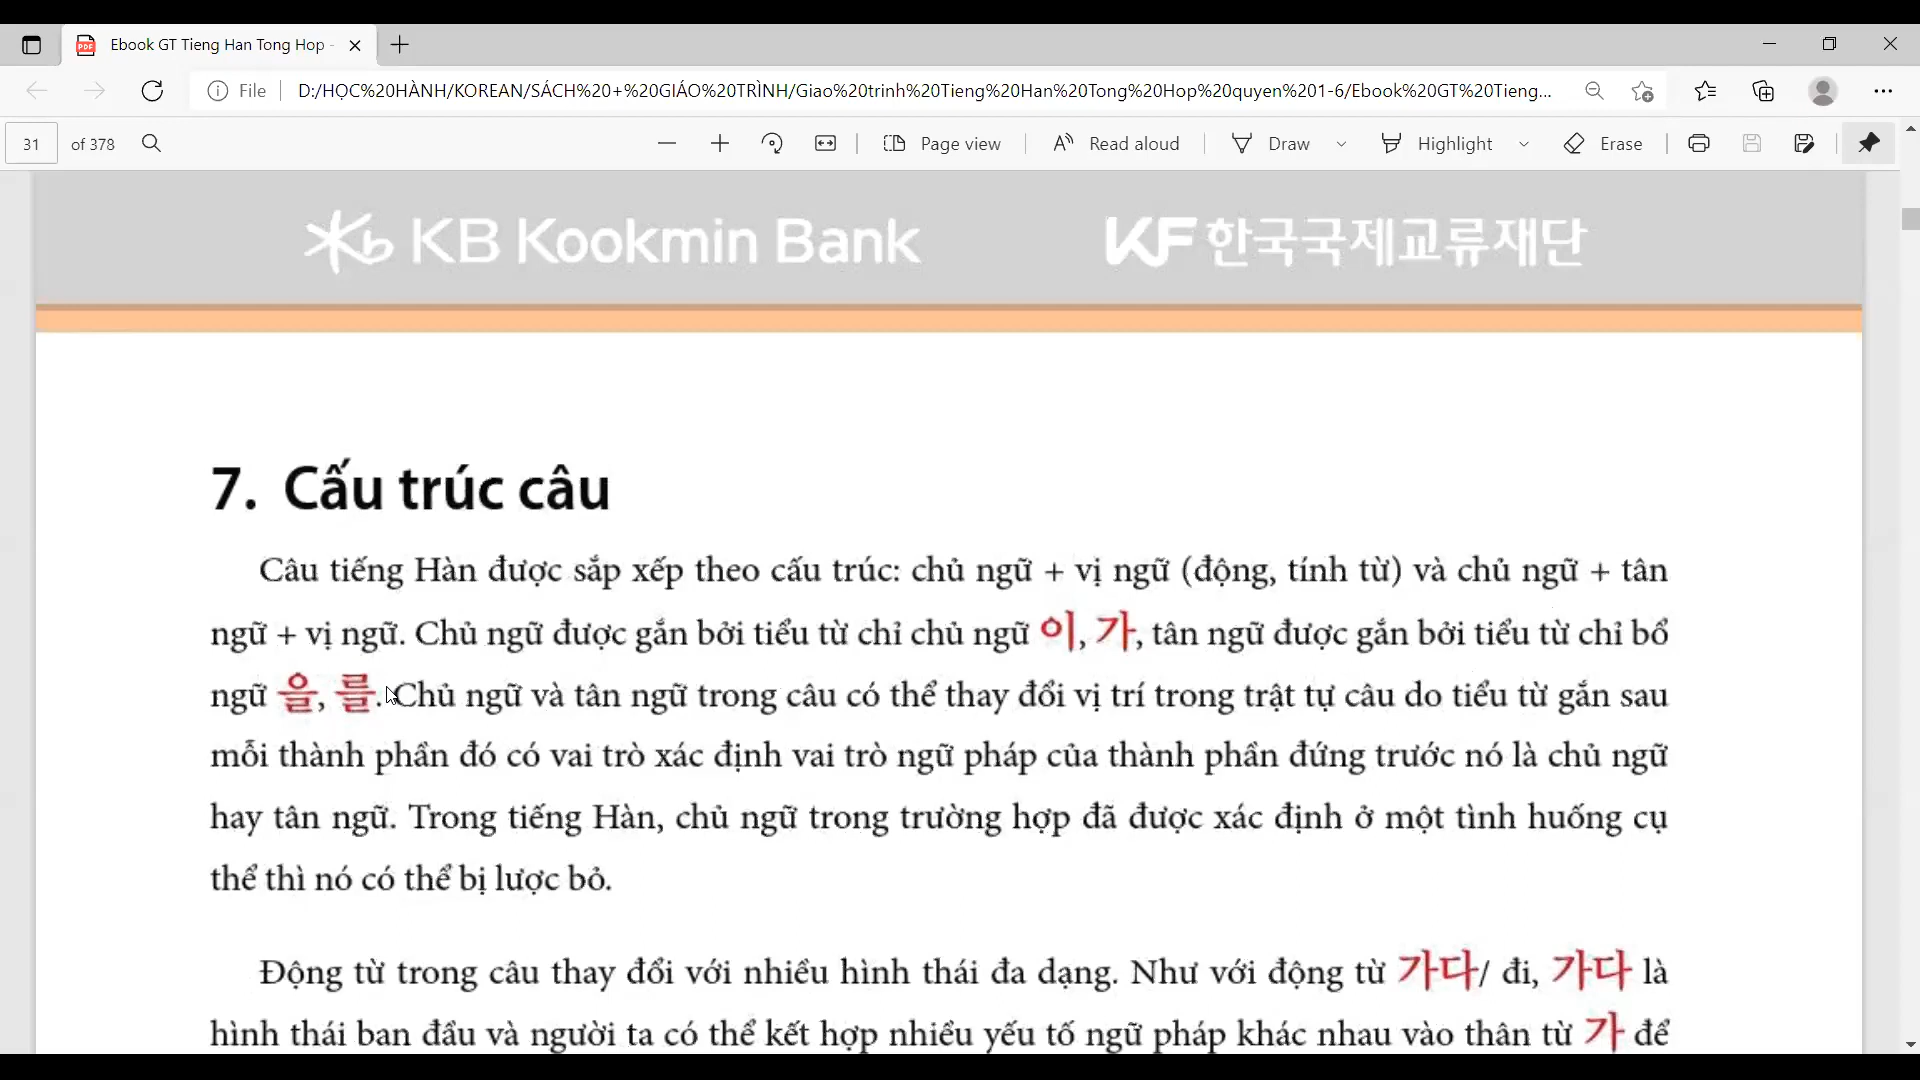 Ebook GT Tieng Han Tong Hop -
File D:/HỌC%20HÀNH/KOREAN/SÁCH%20+%20GIÁO%20TRÌNH/Giao%20trinh%20Tieng%20Han%20Tong%20Hop%20quyen%201-6/Ebook%20GT%20Tieng...
31 of 378 Page view Read aloud Draw Highlight Erase
KB Kookmin Bank KF한국국제교류재단
7. Cấu trúc câu
Câu tiếng Hàn được sắp xếp theo cấu trúc: chủ ngữ + vị ngữ (động, tính từ) và chủ ngữ + tân
ngữ + vị ngữ. Chủ ngữ được gắn bởi tiểu từ chỉ chủ ngữ 이, 가, tân ngữ được gắn bởi tiểu từ chỉ bổ
ngữ 을, 를. Chủ ngữ và tân ngữ trong câu có thể thay đổi vị trí trong trật tự câu do tiểu từ gắn sau
mỗi thành phần đó có vai trò xác định vai trò ngữ pháp của thành phần đứng trước nó là chủ ngữ
hay tân ngữ. Trong tiếng Hàn, chủ ngữ trong trường hợp đã được xác định ở một tình huống cụ
thể thì nó có thể bị lược bỏ.
Động từ trong câu thay đổi với nhiều hình thái đa dạng. Như với động từ 가다/ đi, 가다 là
hình thái ban đầu và người ta có thể kết hợp nhiều yếu tố ngữ pháp khác nhau vào thân từ 가 để